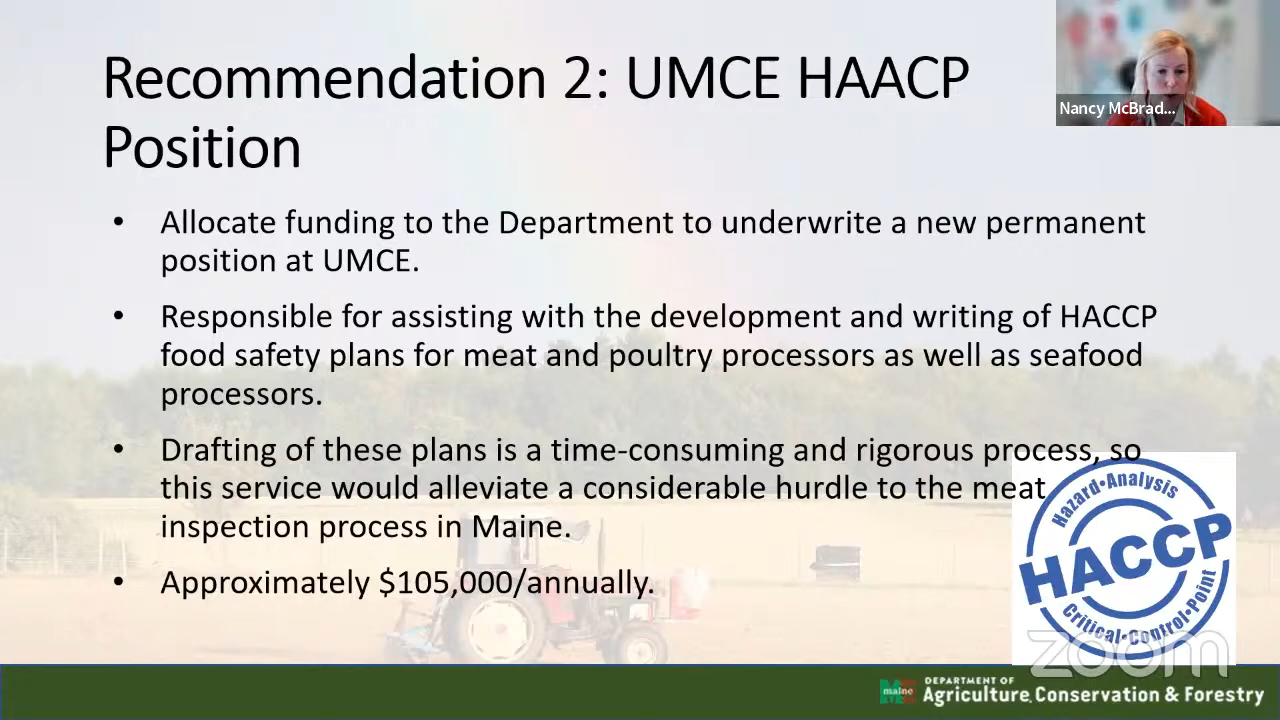 Recommendation 2: UMCE HAACP
Position
Nancy McBrad...
• Allocate funding to the Department to underwrite a new permanent
position at UMCE.
• Responsible for assisting with the development and writing of HACCP
food safety plans for meat and poultry processors as well as seafood
processors.
• Drafting of these plans is a time-consuming and rigorous process, so
this service would alleviate a considerable hurdle to the meat
inspection process in Maine.
• Approximately $105,000/annually.
Hazard•Analysis
HACCP
Critical•Control•Point
zoom
maine
DEPARTMENT OF
Agriculture, Conservation & Forestry